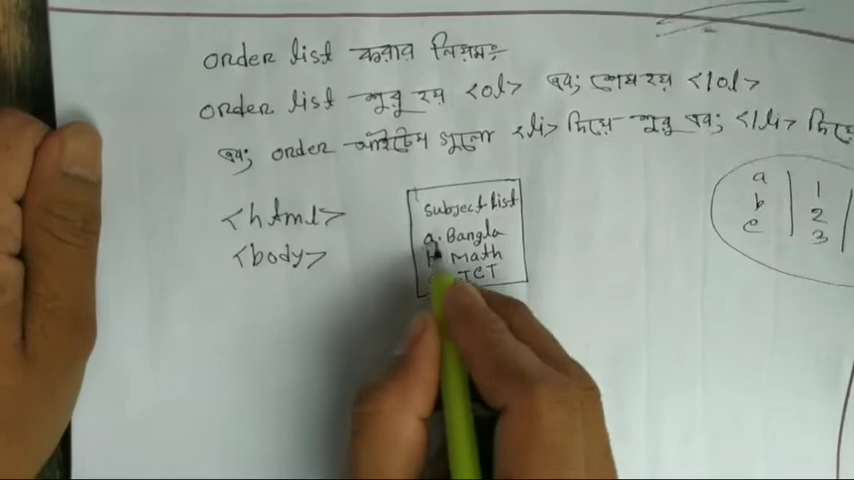 order list করার নিয়মঃ
order list শুরু হয় <ol> এবং শেষ হয় </ol>
এবং order আইটেম গুলো <li> দিয়ে শুরু এবং </li> দিয়ে
<html>
<body>
Subject list
a. Bangla
Math
ICT
a 1
b 2
c 3